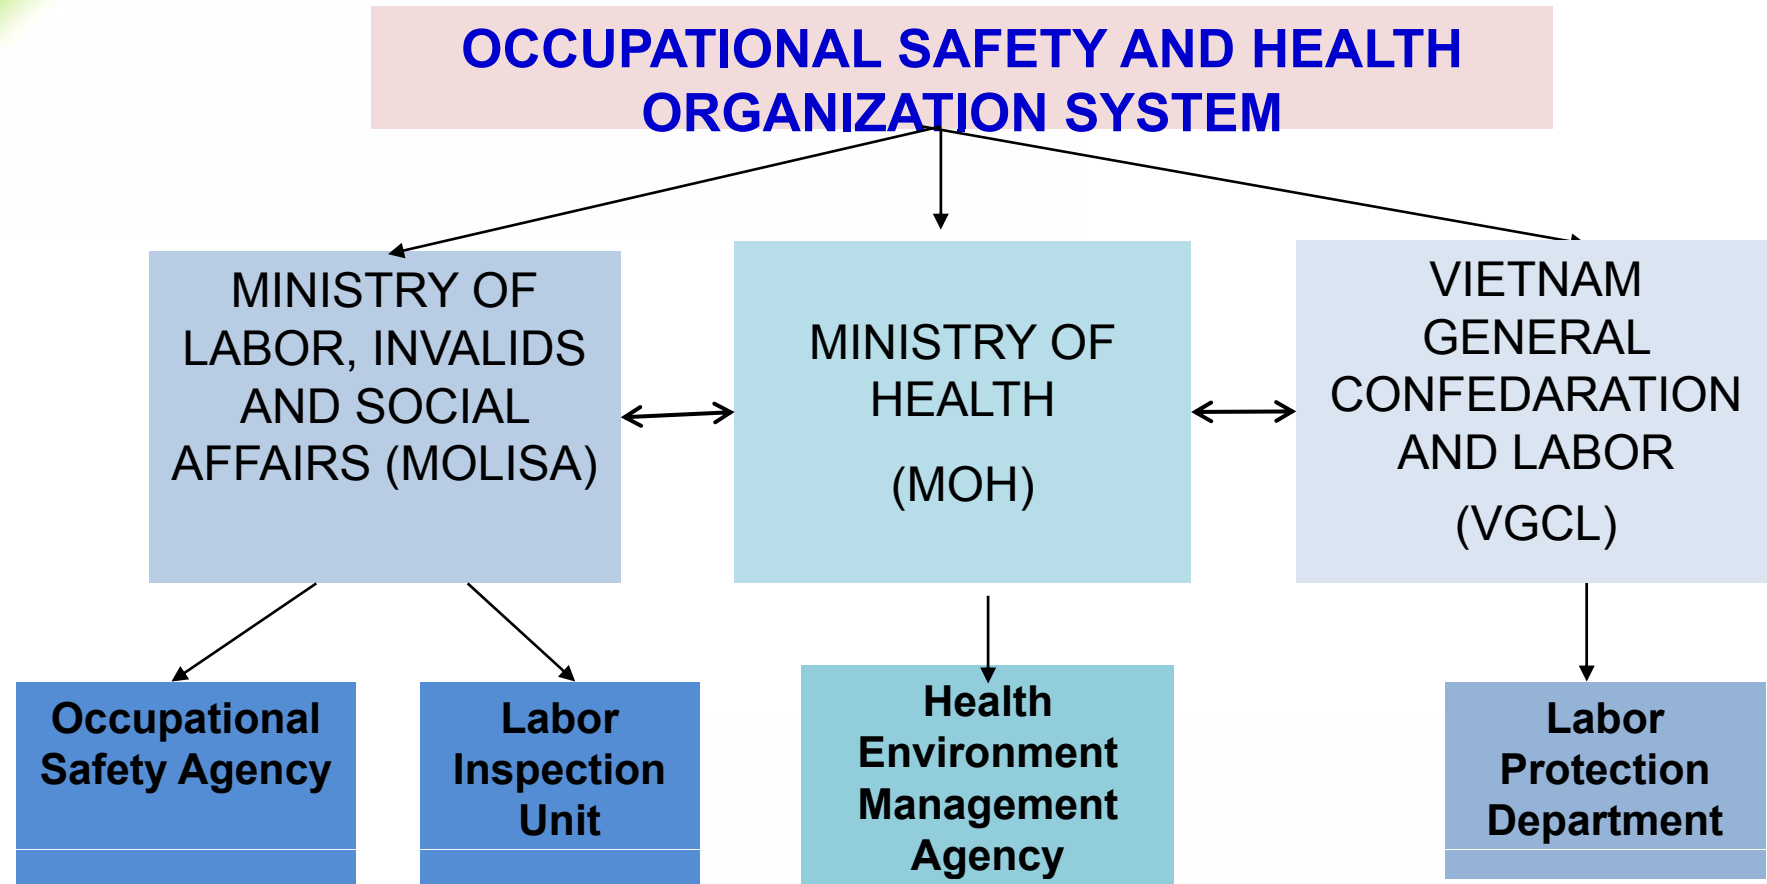 OCCUPATIONAL SAFETY AND HEALTH
ORGANIZATION SYSTEM
MINISTRY OF
LABOR, INVALIDS
AND SOCIAL
AFFAIRS (MOLISA)
MINISTRY OF
HEALTH
(MOH)
VIETNAM
GENERAL
CONFEDARATION
AND LABOR
(VGCL)
Occupational
Safety Agency
Labor
Inspection
Unit
Health
Environment
Management
Agency
Labor
Protection
Department